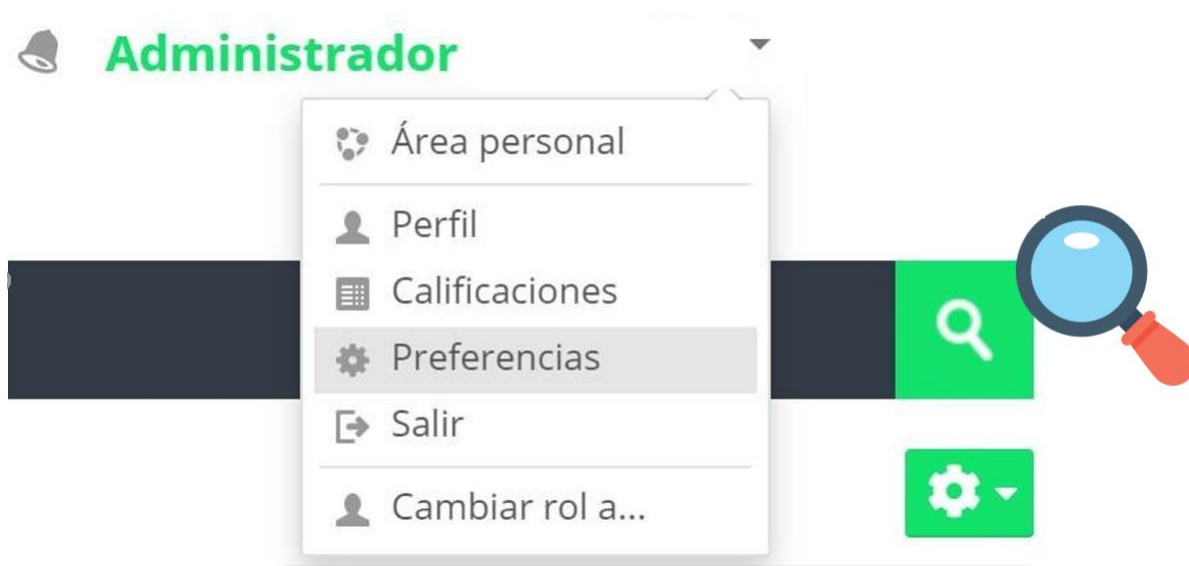 Administrador
Área personal
Perfil
Calificaciones
Preferencias
Salir
Cambiar rol a...